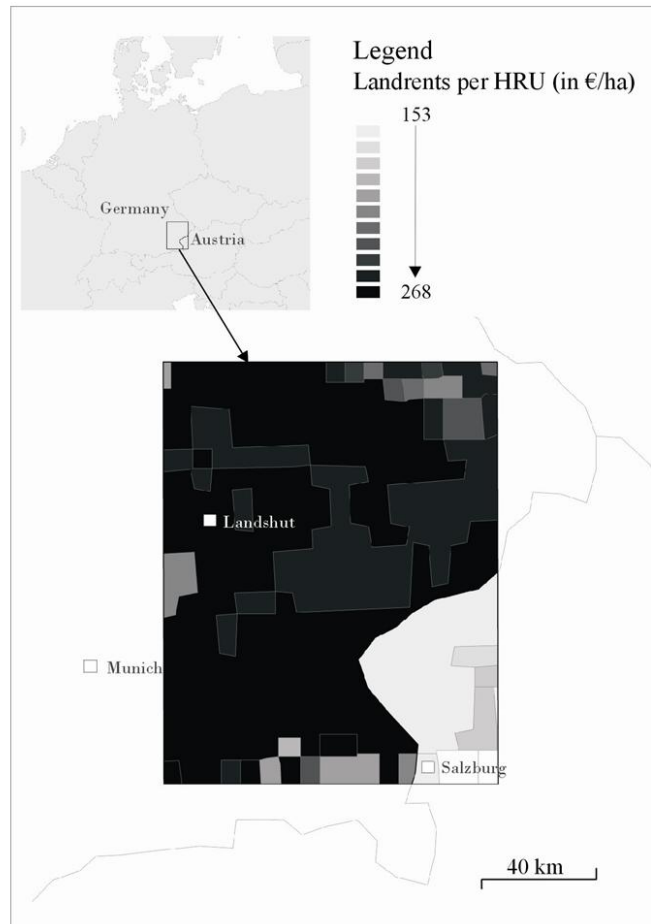 Legend
Landrents per HRU (in €/ha)
153
268
Germany
Austria
Landshut
Munich
Salzburg
40 km